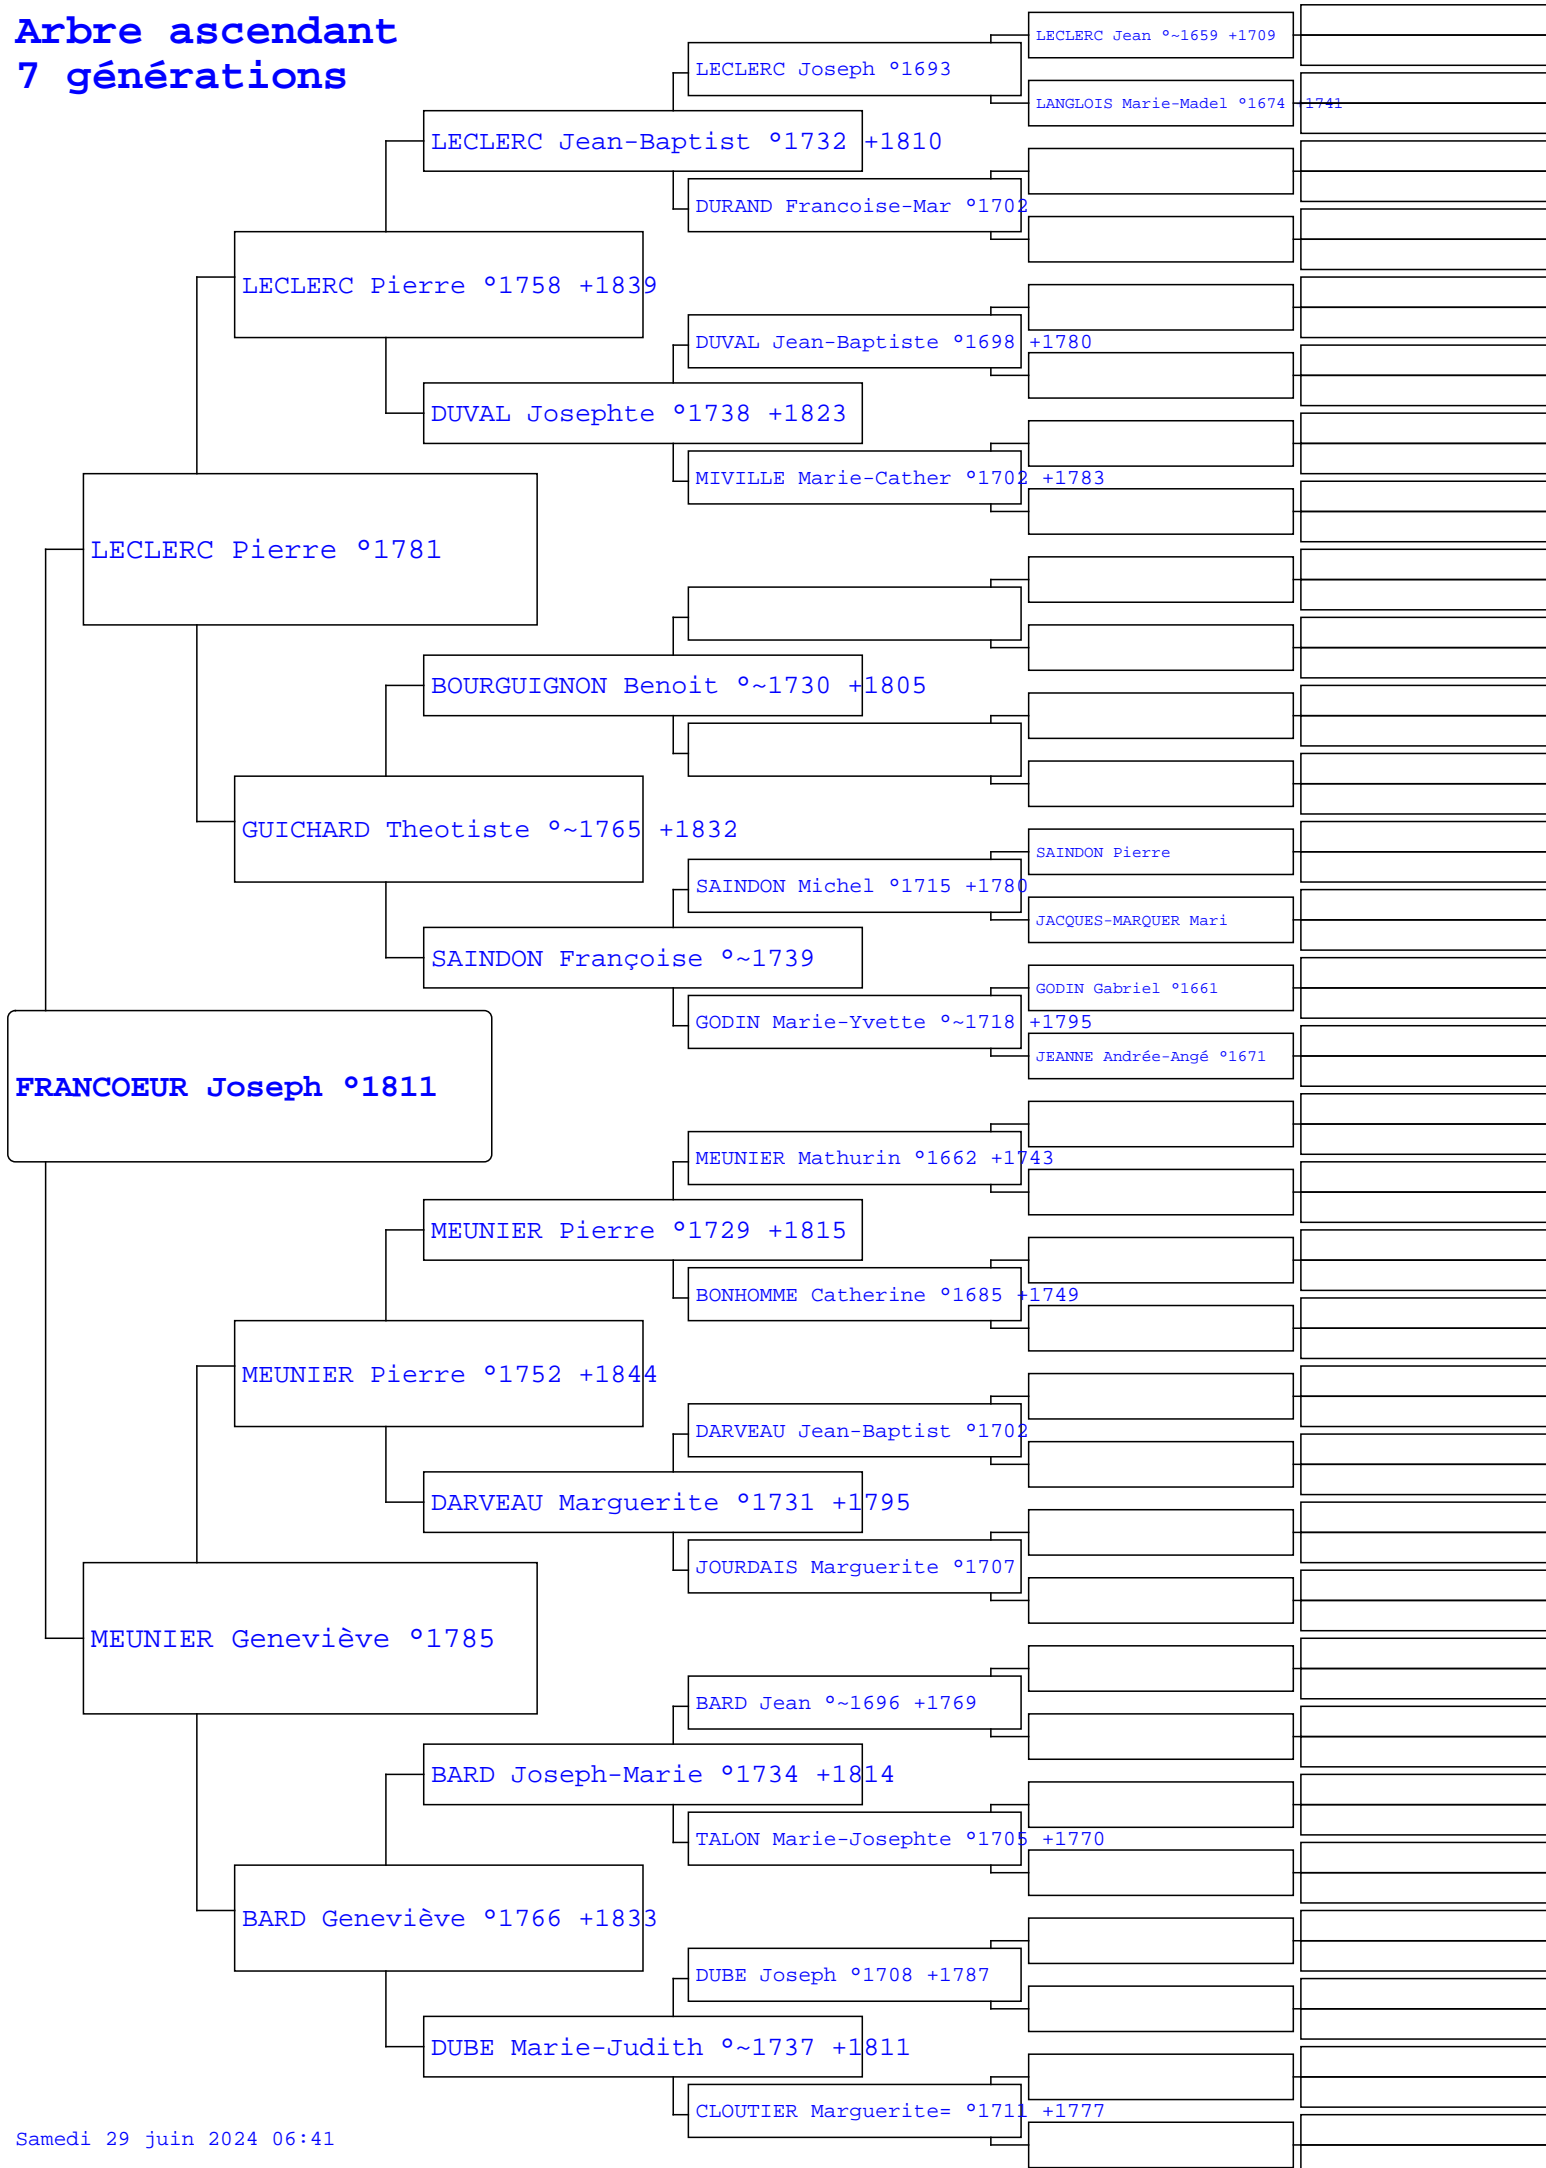 Arbre ascendant
7 générations
LECLERC Jean °~1659 +1709
LECLERC Joseph °1693
LANGLOIS Marie-Madel °1674 +1741
LECLERC Jean-Baptist °1732 +1810
DURAND Francoise-Mar °1702
LECLERC Pierre °1758 +1839
DUVAL Jean-Baptiste °1698 +1780
DUVAL Josephte °1738 +1823
MIVILLE Marie-Cather °1702 +1783
LECLERC Pierre °1781
BOURGUIGNON Benoit °~1730 +1805
GUICHARD Theotiste °~1765 +1832
SAINDON Pierre
SAINDON Michel °1715 +1780
JACQUES-MARQUER Mari
SAINDON Françoise °~1739
GODIN Gabriel °1661
GODIN Marie-Yvette °~1718 +1795
JEANNE Andrée-Angé °1671
FRANCOEUR Joseph °1811
MEUNIER Mathurin °1662 +1743
MEUNIER Pierre °1729 +1815
BONHOMME Catherine °1685 +1749
MEUNIER Pierre °1752 +1844
DARVEAU Jean-Baptist °1702
DARVEAU Marguerite °1731 +1795
JOURDAIS Marguerite °1707
MEUNIER Geneviève °1785
BARD Jean °~1696 +1769
BARD Joseph-Marie °1734 +1814
TALON Marie-Josephte °1705 +1770
BARD Geneviève °1766 +1833
DUBE Joseph °1708 +1787
DUBE Marie-Judith °~1737 +1811
CLOUTIER Marguerite= °1711 +1777
Samedi 29 juin 2024 06:41